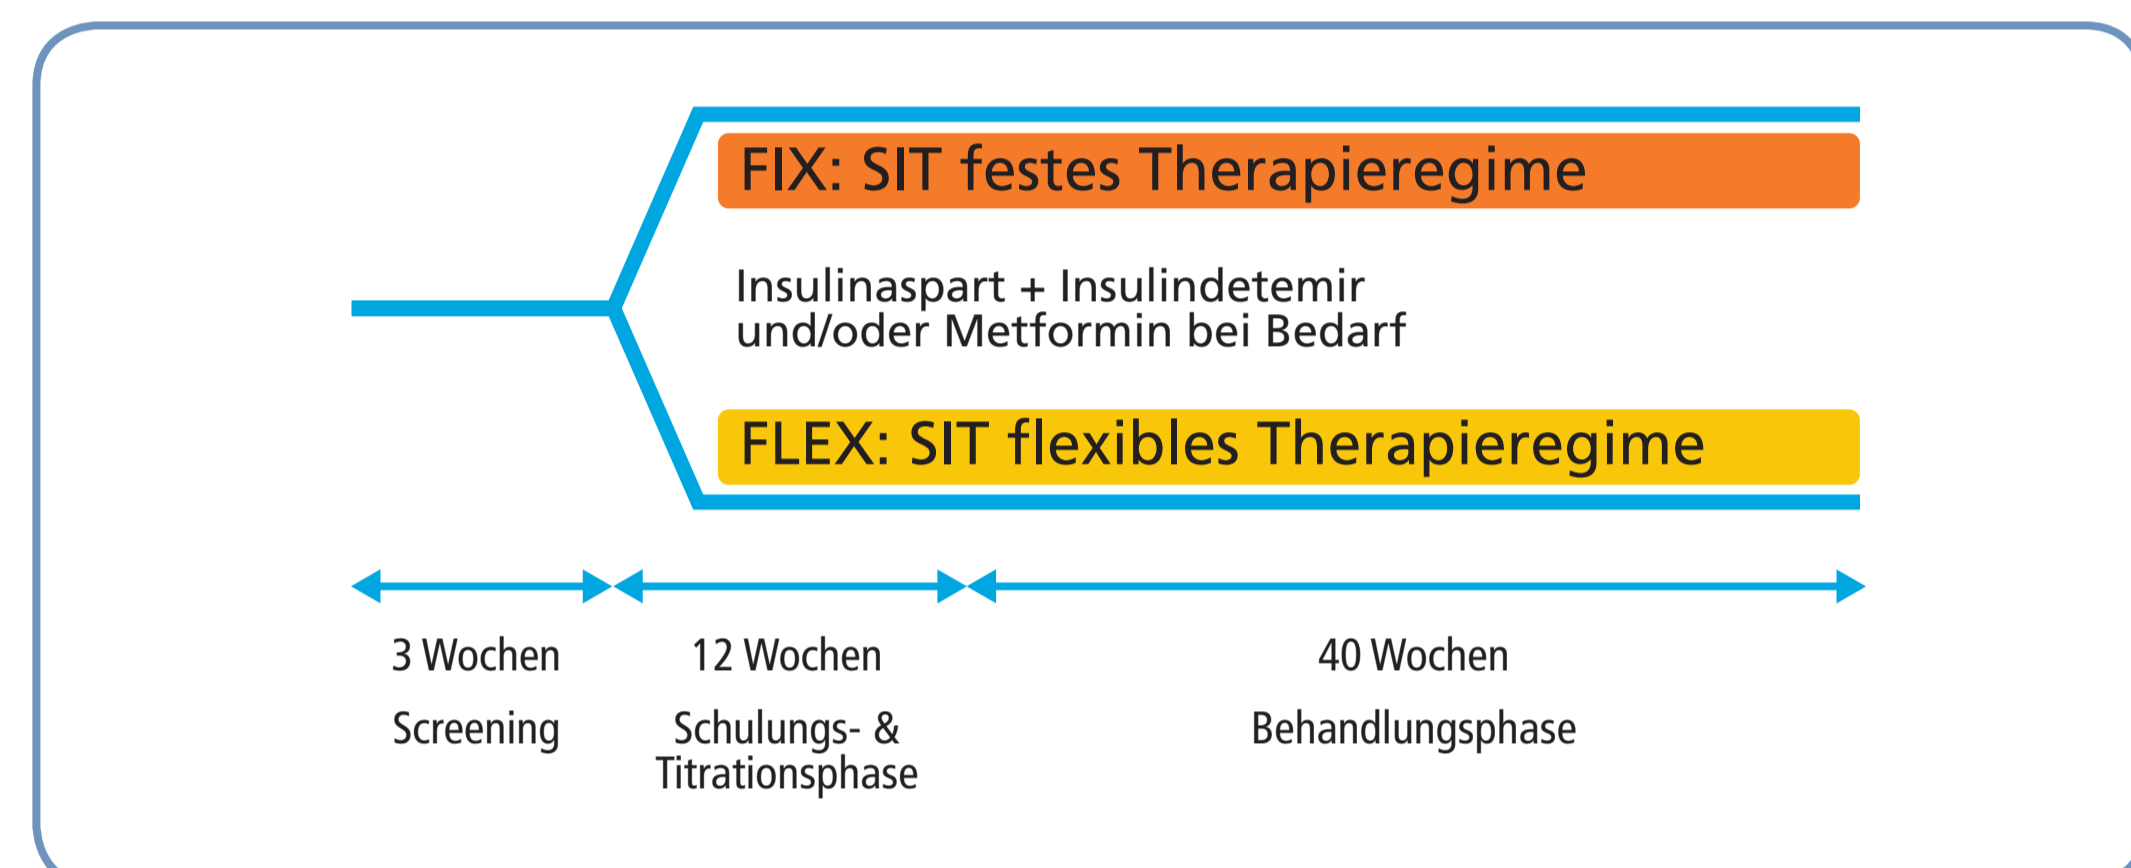 FIX: SIT festes Therapieregime
Insulinaspart + Insulindetemir
und/oder Metformin bei Bedarf
FLEX: SIT flexibles Therapieregime
3 Wochen
12 Wochen
40 Wochen
Screening
Schulungs- &
Titrationsphase
Behandlungsphase